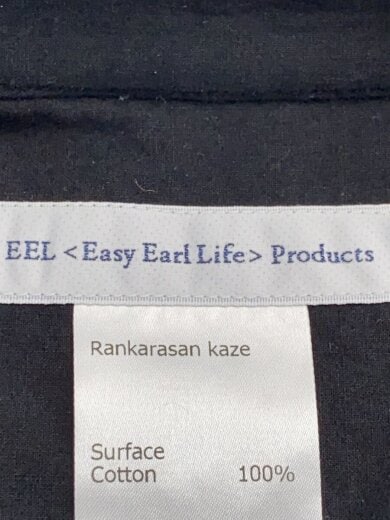 EEL <Easy Earl Life> Products
Rankarasan kaze
Surface
Cotton 100%